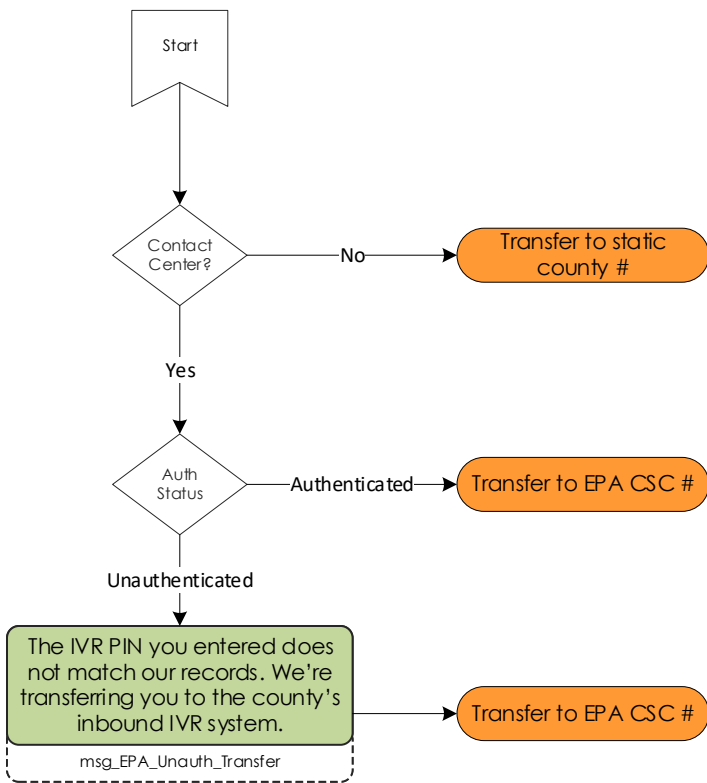 Start
Contact
Center?
No
Transfer to static
county #
Yes
Auth
Status
Authenticated
Transfer to EPA CSC #
Unauthenticated
The IVR PIN you entered does
not match our records. We’re
transferring you to the county’s
inbound IVR system.
Transfer to EPA CSC #
msg_EPA_Unauth_Transfer